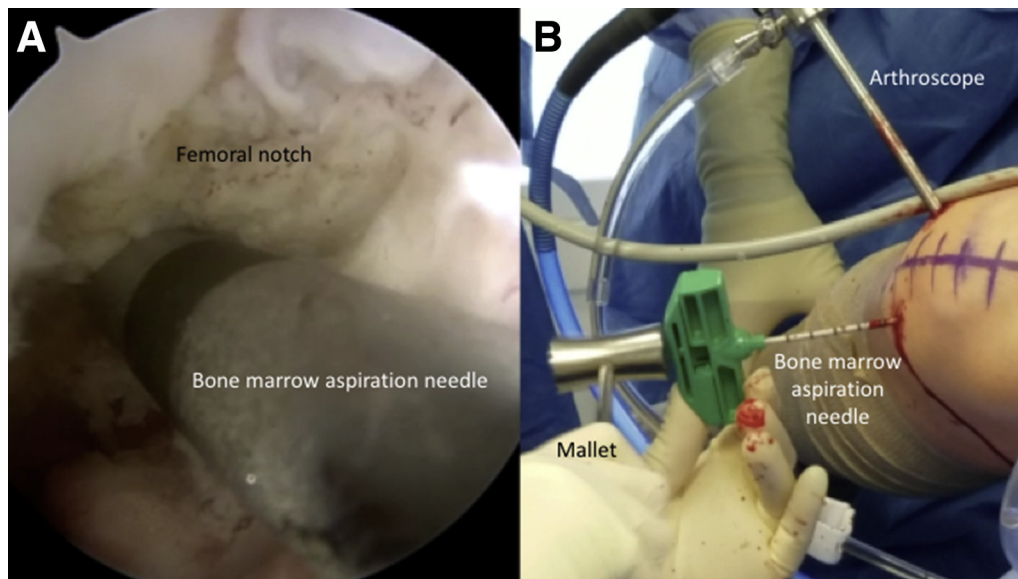 A
Femoral notch
Bone marrow aspiration needle
B
Arthroscope
Bone marrow
aspiration
needle
Mallet